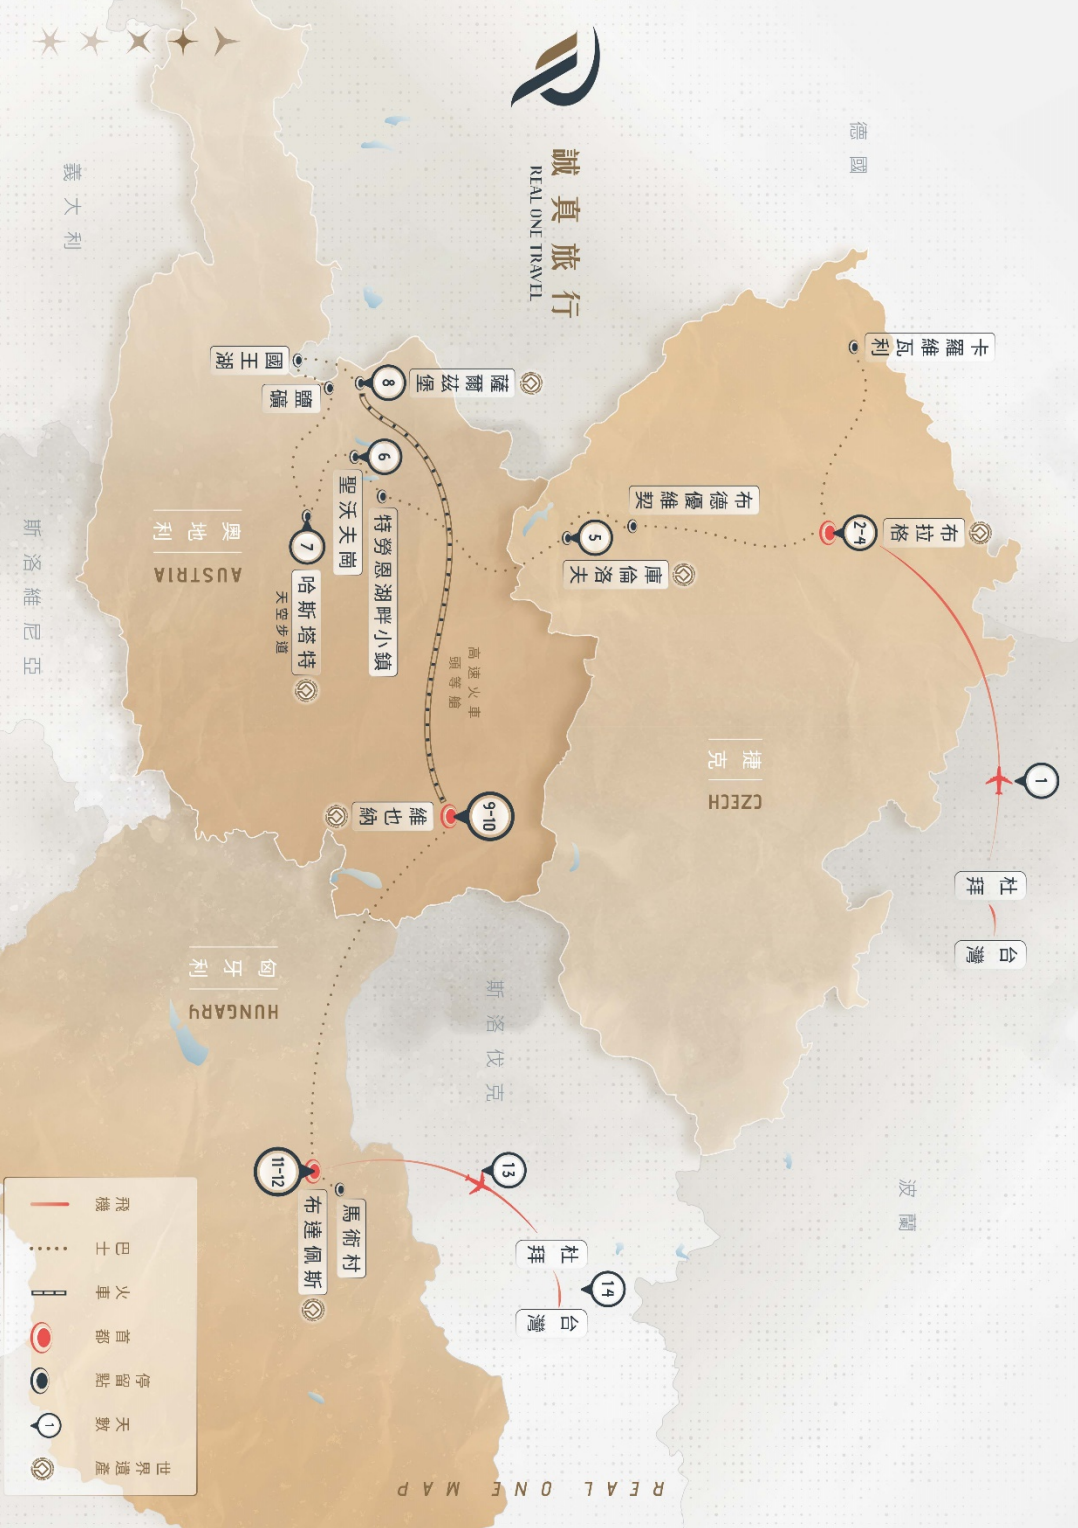 誠真旅行
REAL ONE TRAVEL
德國
義大利
斯洛維尼亞
斯洛伐克
波蘭
卡羅維瓦利
布拉格
2-4
布德優維契
5
庫倫洛夫
捷克
CZECH
1
杜拜
台灣
國王湖
鹽礦
8
薩爾茲堡
6
聖沃夫崗
特勞恩湖畔小鎮
7
哈斯塔特
天空步道
奧地利
AUSTRIA
高速火車
頭等艙
9-10
維也納
匈牙利
HUNGARY
11-12
布達佩斯
馬術村
13
杜拜
14
台灣
飛機
巴士
火車
首都
停留點
1
天數
世界遺產
REAL ONE MAP